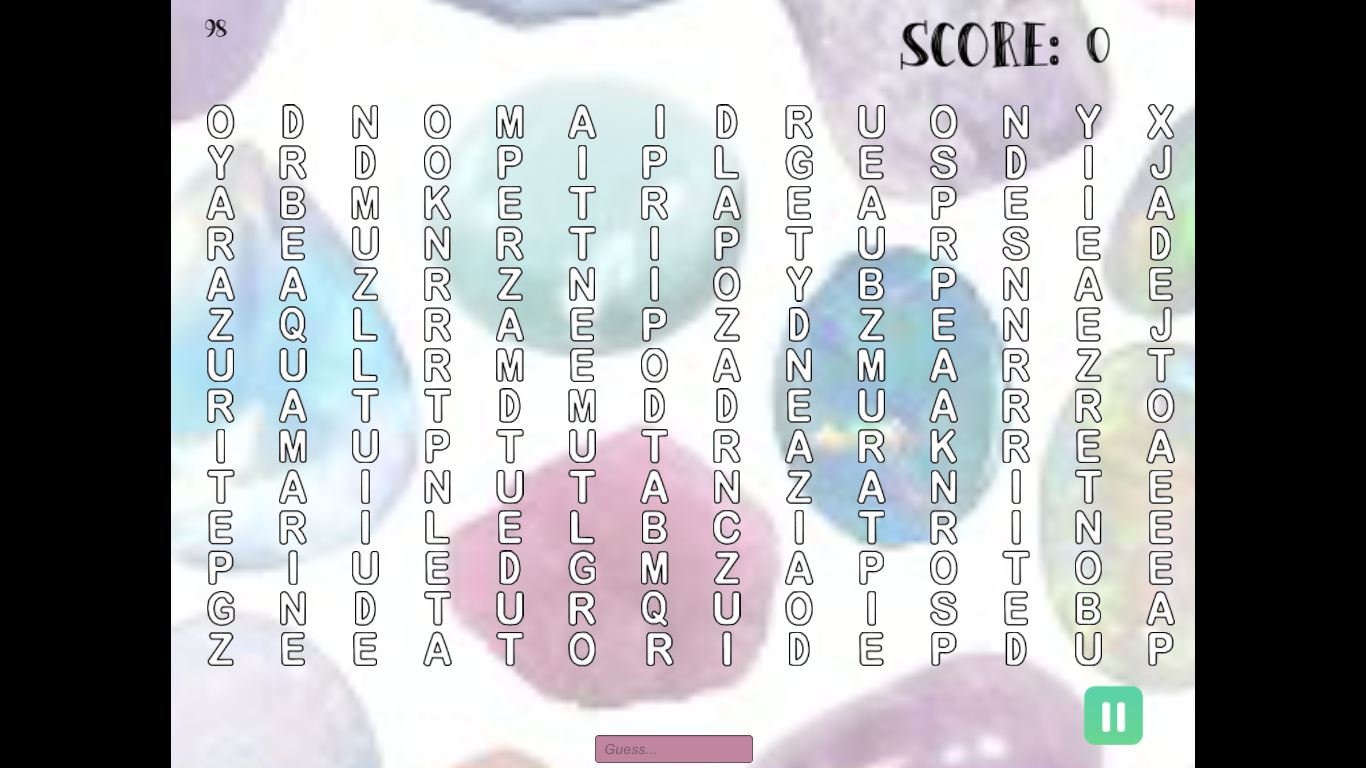 98
SCORE: 0
O D N O M A I D R U O N Y X
Y R D O P I P L G E S D I J
A B M K E T R A E A P E I A
R E U N R T I P T U R S E D
A A Z R Z N I O Y B P N A E
Z Q L R A E P Z D Z E N E J
U U L R M E O A N M A R Z T
R A T T D M D D E U A R R O
I M U P T U T R A R K R E A
T A I N U T A N Z A N I T E
E R I L E L B C I T R I N E
P I U E D G M Z A P O T O E
G N D T U R Q U O I S E B A
Z E E A T O R I D E P D U P
Guess...